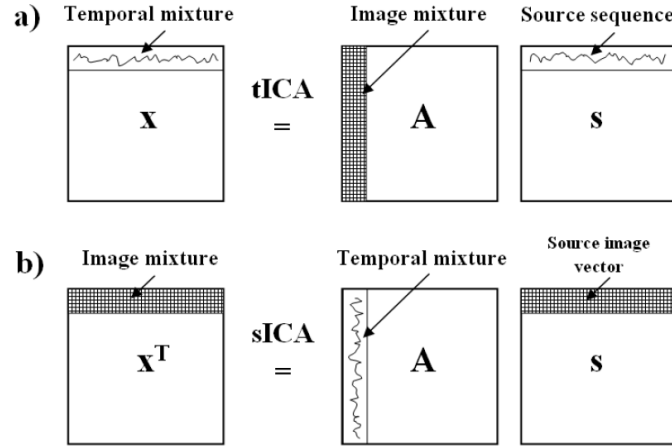 a)
Temporal mixture
Image mixture
Source sequence
x
tICA
=
A
s
b)
Image mixture
Temporal mixture
Source image
vector
x^T
sICA
=
A
s